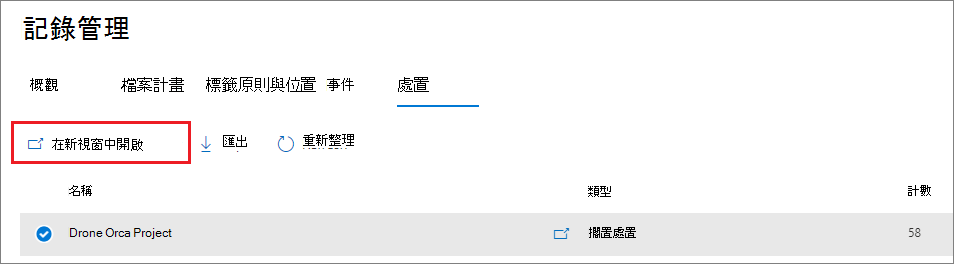 記錄管理
概觀 檔案計畫 標籤原則與位置 事件 處置
在新視窗中開啟 匯出 重新整理
名稱 類型 計數
Drone Orca Project 擱置處置 58